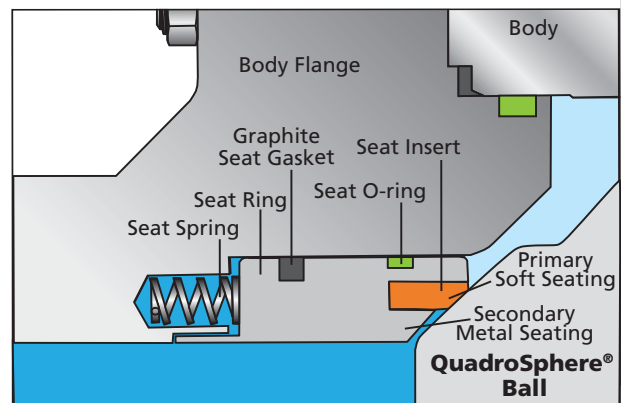 Body
Body Flange
Graphite
Seat Gasket
Seat Insert
Seat Ring
Seat O-ring
Seat Spring
Primary
Soft Seating
Secondary
Metal Seating
QuadroSphere®
Ball